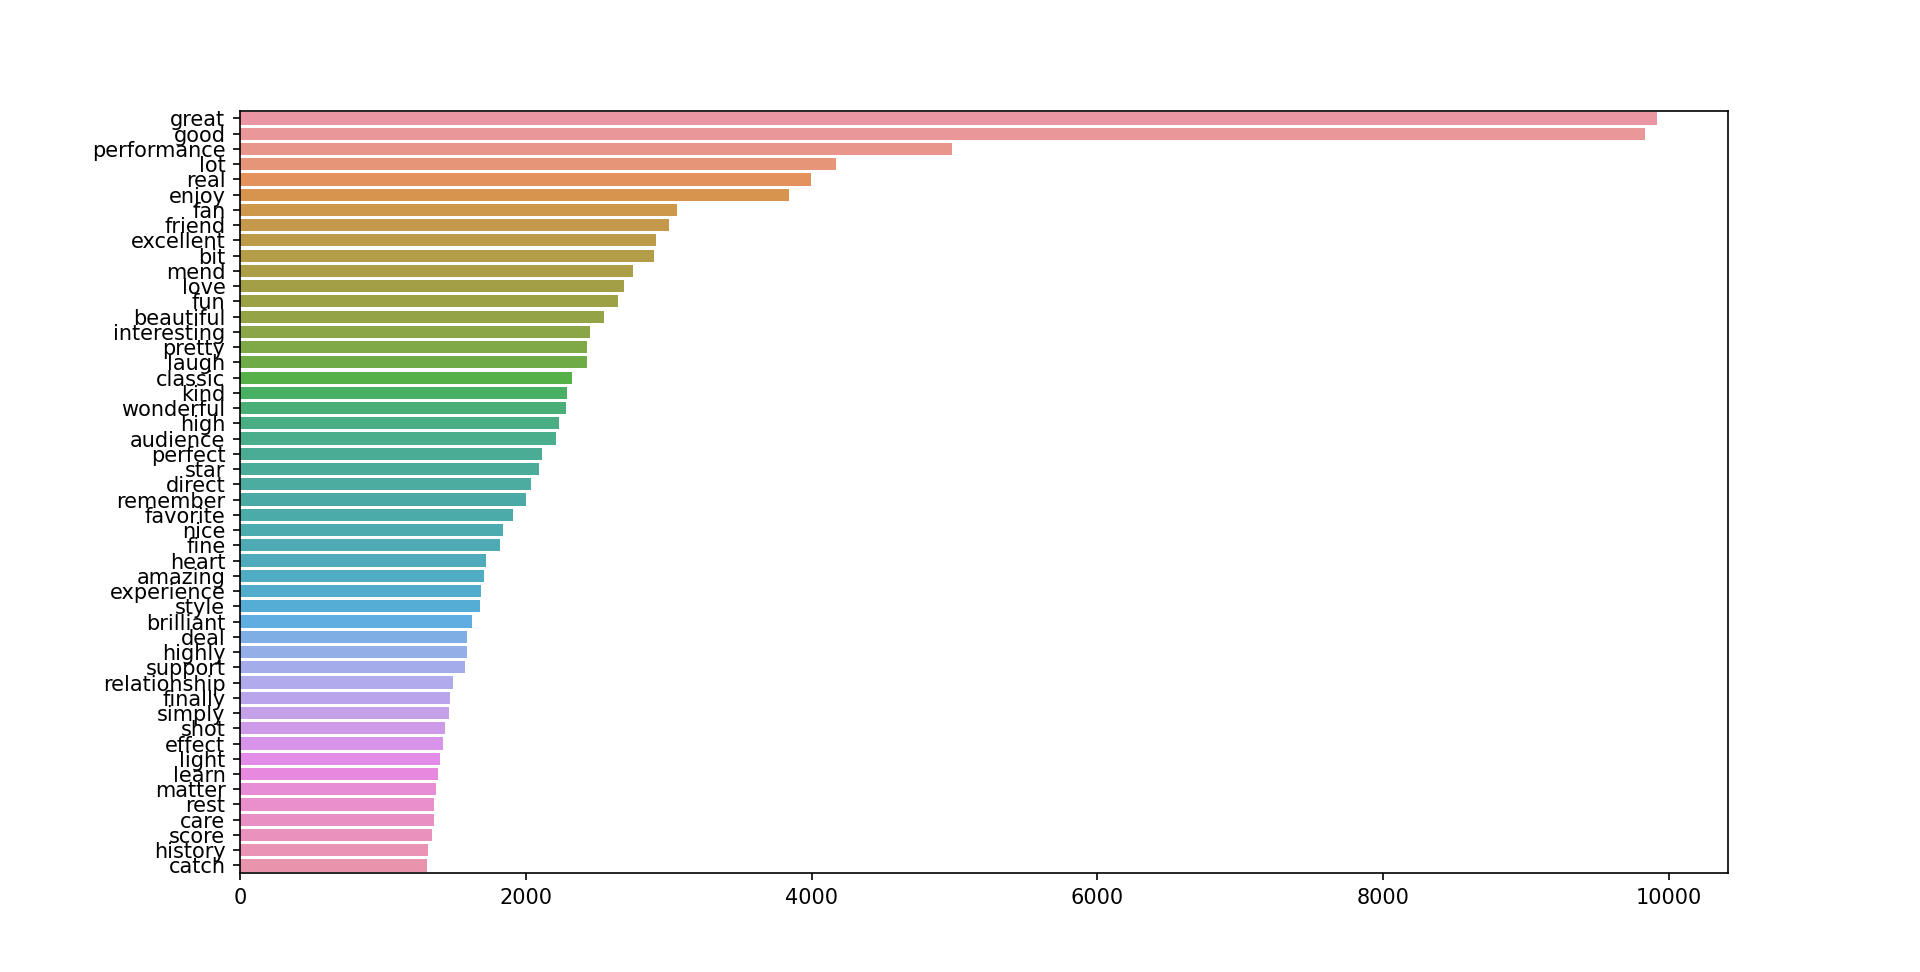 great
good
performance
lot
real
enjoy
fan
friend
excellent
bit
mend
love
fun
beautiful
interesting
pretty
laugh
classic
kind
wonderful
high
audience
perfect
star
direct
remember
favorite
nice
fine
heart
amazing
experience
style
brilliant
deal
highly
support
relationship
finally
simply
shot
effect
light
learn
matter
rest
care
score
history
catch
0 2000 4000 6000 8000 10000